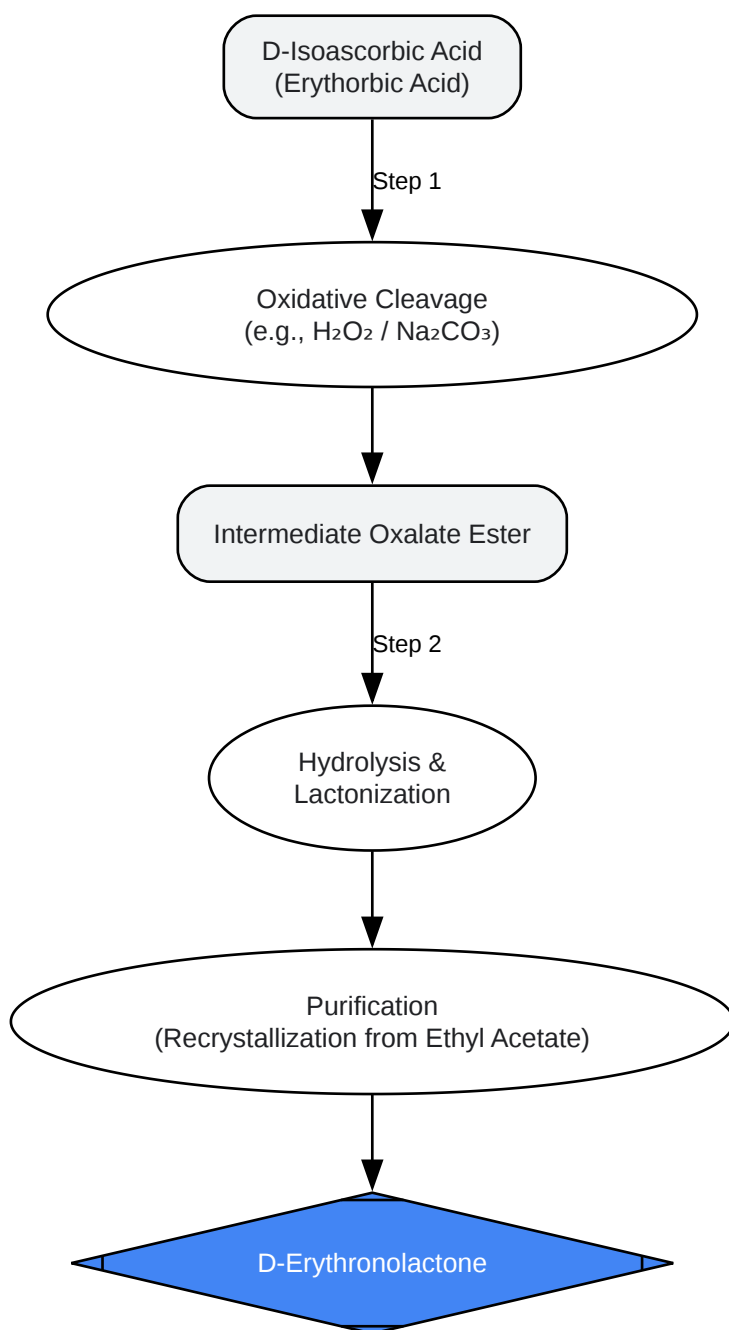 D-Isoascorbic Acid
(Erythorbic Acid)
Step 1
Oxidative Cleavage
(e.g., H₂O₂ / Na₂CO₃)
Intermediate Oxalate Ester
Step 2
Hydrolysis &
Lactonization
Purification
(Recrystallization from Ethyl Acetate)
D-Erythronolactone